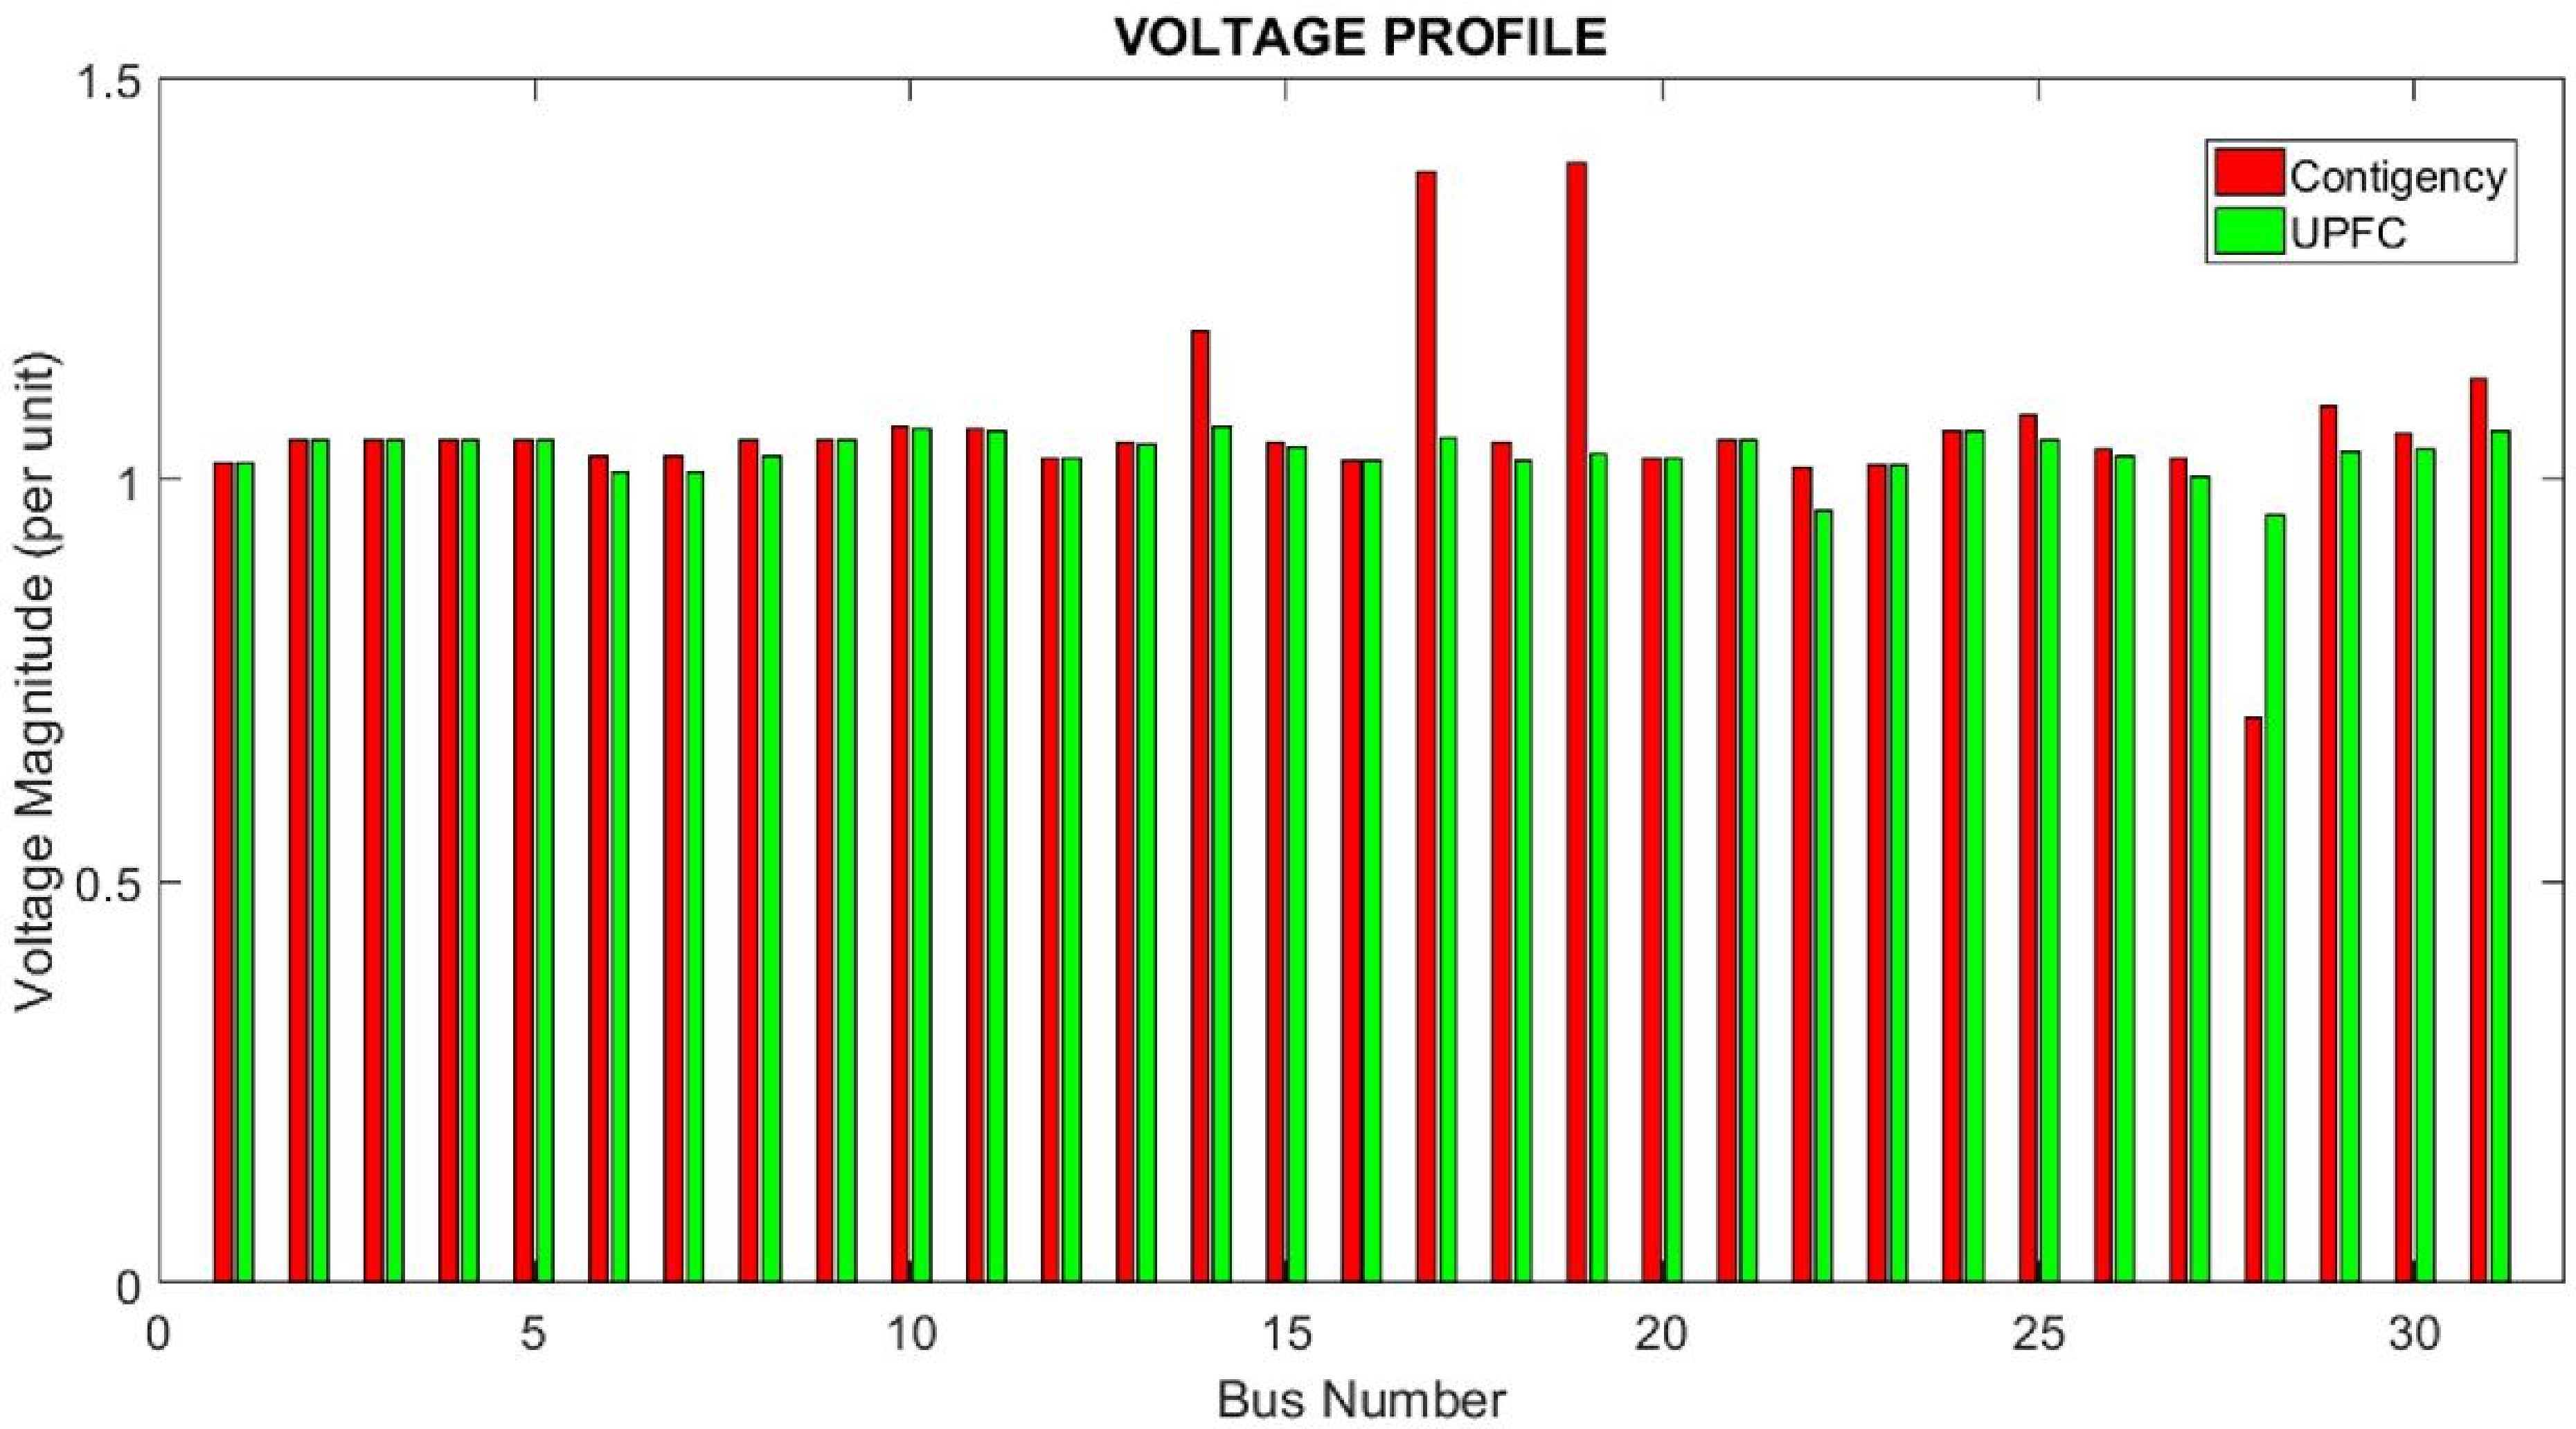 VOLTAGE PROFILE
1.5
1
0.5
0
Voltage Magnitude (per unit)
Contigency
UPFC
0 5 10 15 20 25 30
Bus Number